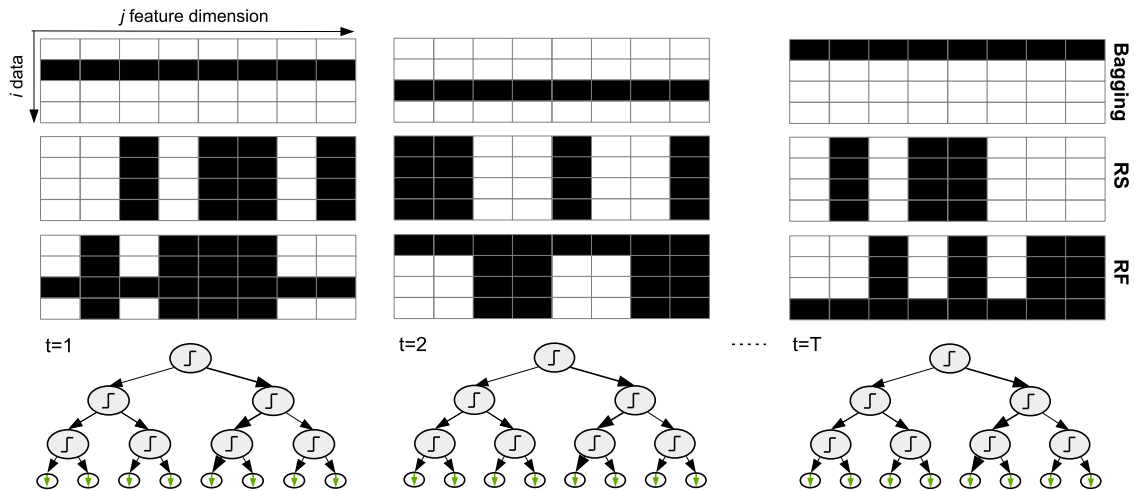 j feature dimension
i data
Bagging
RS
RF
t=1
t=2
.....
t=T